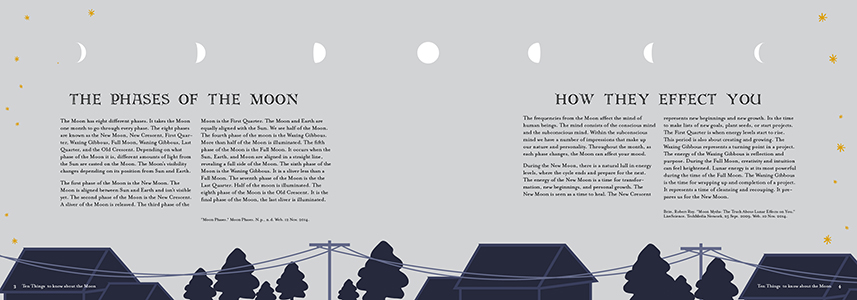 THE PHASES OF THE MOON
The Moon has eight different phases. It takes the Moon
one month to go through every phase. The eight phases
are known as the New Moon, New Crescent, First Quar-
ter, Waxing Gibbous, Full Moon, Waning Gibbous, Last
Quarter, and the Old Crescent. Depending on what
phase of the Moon it is, different amounts of light from
the Sun are casted on the Moon. The Moon's visibility
changes depending on its position from Sun and Earth.
The first phase of the Moon is the New Moon. The
Moon is aligned between Sun and Earth and isn't visible
yet. The second phase of the Moon is the New Crescent.
A sliver of the Moon is released. The third phase of the
Moon is the First Quarter. The Moon and Earth are
equally aligned with the Sun. We see half of the Moon.
The fourth phase of the moon is the Waxing Gibbous.
More than half of the Moon is illuminated. The fifth
phase of the Moon is the Full Moon. It occurs when the
Sun, Earth, and Moon are aligned in a straight line,
revealing a full side of the Moon. The sixth phase of the
Moon is the Waning Gibbous. It is a sliver less than a
Full Moon. The seventh phase of the Moon is the the
Last Quarter. Half of the moon is illuminated. The
eighth phase of the Moon is the Old Crescent. It is the
final phase of the Moon, the last sliver is illuminated.
"Moon Phases." Moon Phases. N.p., n.d. Web. 12 Nov. 2014.
HOW THEY EFFECT YOU
The frequencies from the Moon affect the mind of
human beings. The mind consists of the conscious mind
and the subconscious mind. Within the subconscious
mind we have a number of impressions that make up
our nature and personality. Throughout the month, as
each phase changes, the Moon can affect your mood.
During the New Moon, there is a natural lull in energy
levels, where the cycle ends and prepare for the next.
The energy of the New Moon is a time for transfor-
mation, new beginnings, and personal growth. The
New Moon is seen as a time to heal. The New Crescent
represents new beginnings and new growth. Its the time
to make lists of new goals, plant seeds, or start projects.
The First Quarter is when energy levels start to rise.
This period is also about creating and growing. The
Waxing Gibbous represents a turning point in a project.
The energy of the Waxing Gibbous is reflection and
purpose. During the Full Moon, creativity and intuition
can feel heightened. Lunar energy is at its most powerful
during the time of the Full Moon. The Waning Gibbous
is the time for wrapping up and completion of a project.
It represents a time of cleansing and recouping. It pre-
pares us for the New Moon.
Britt, Robert Roy. "Moon Myths: The Truth About Lunar Effects on You."
LiveScience. TechMedia Network, 23 Sept. 2009. Web. 20 Nov. 2014.
3 Ten Things to know about the Moon
Ten Things to know about the Moon 4